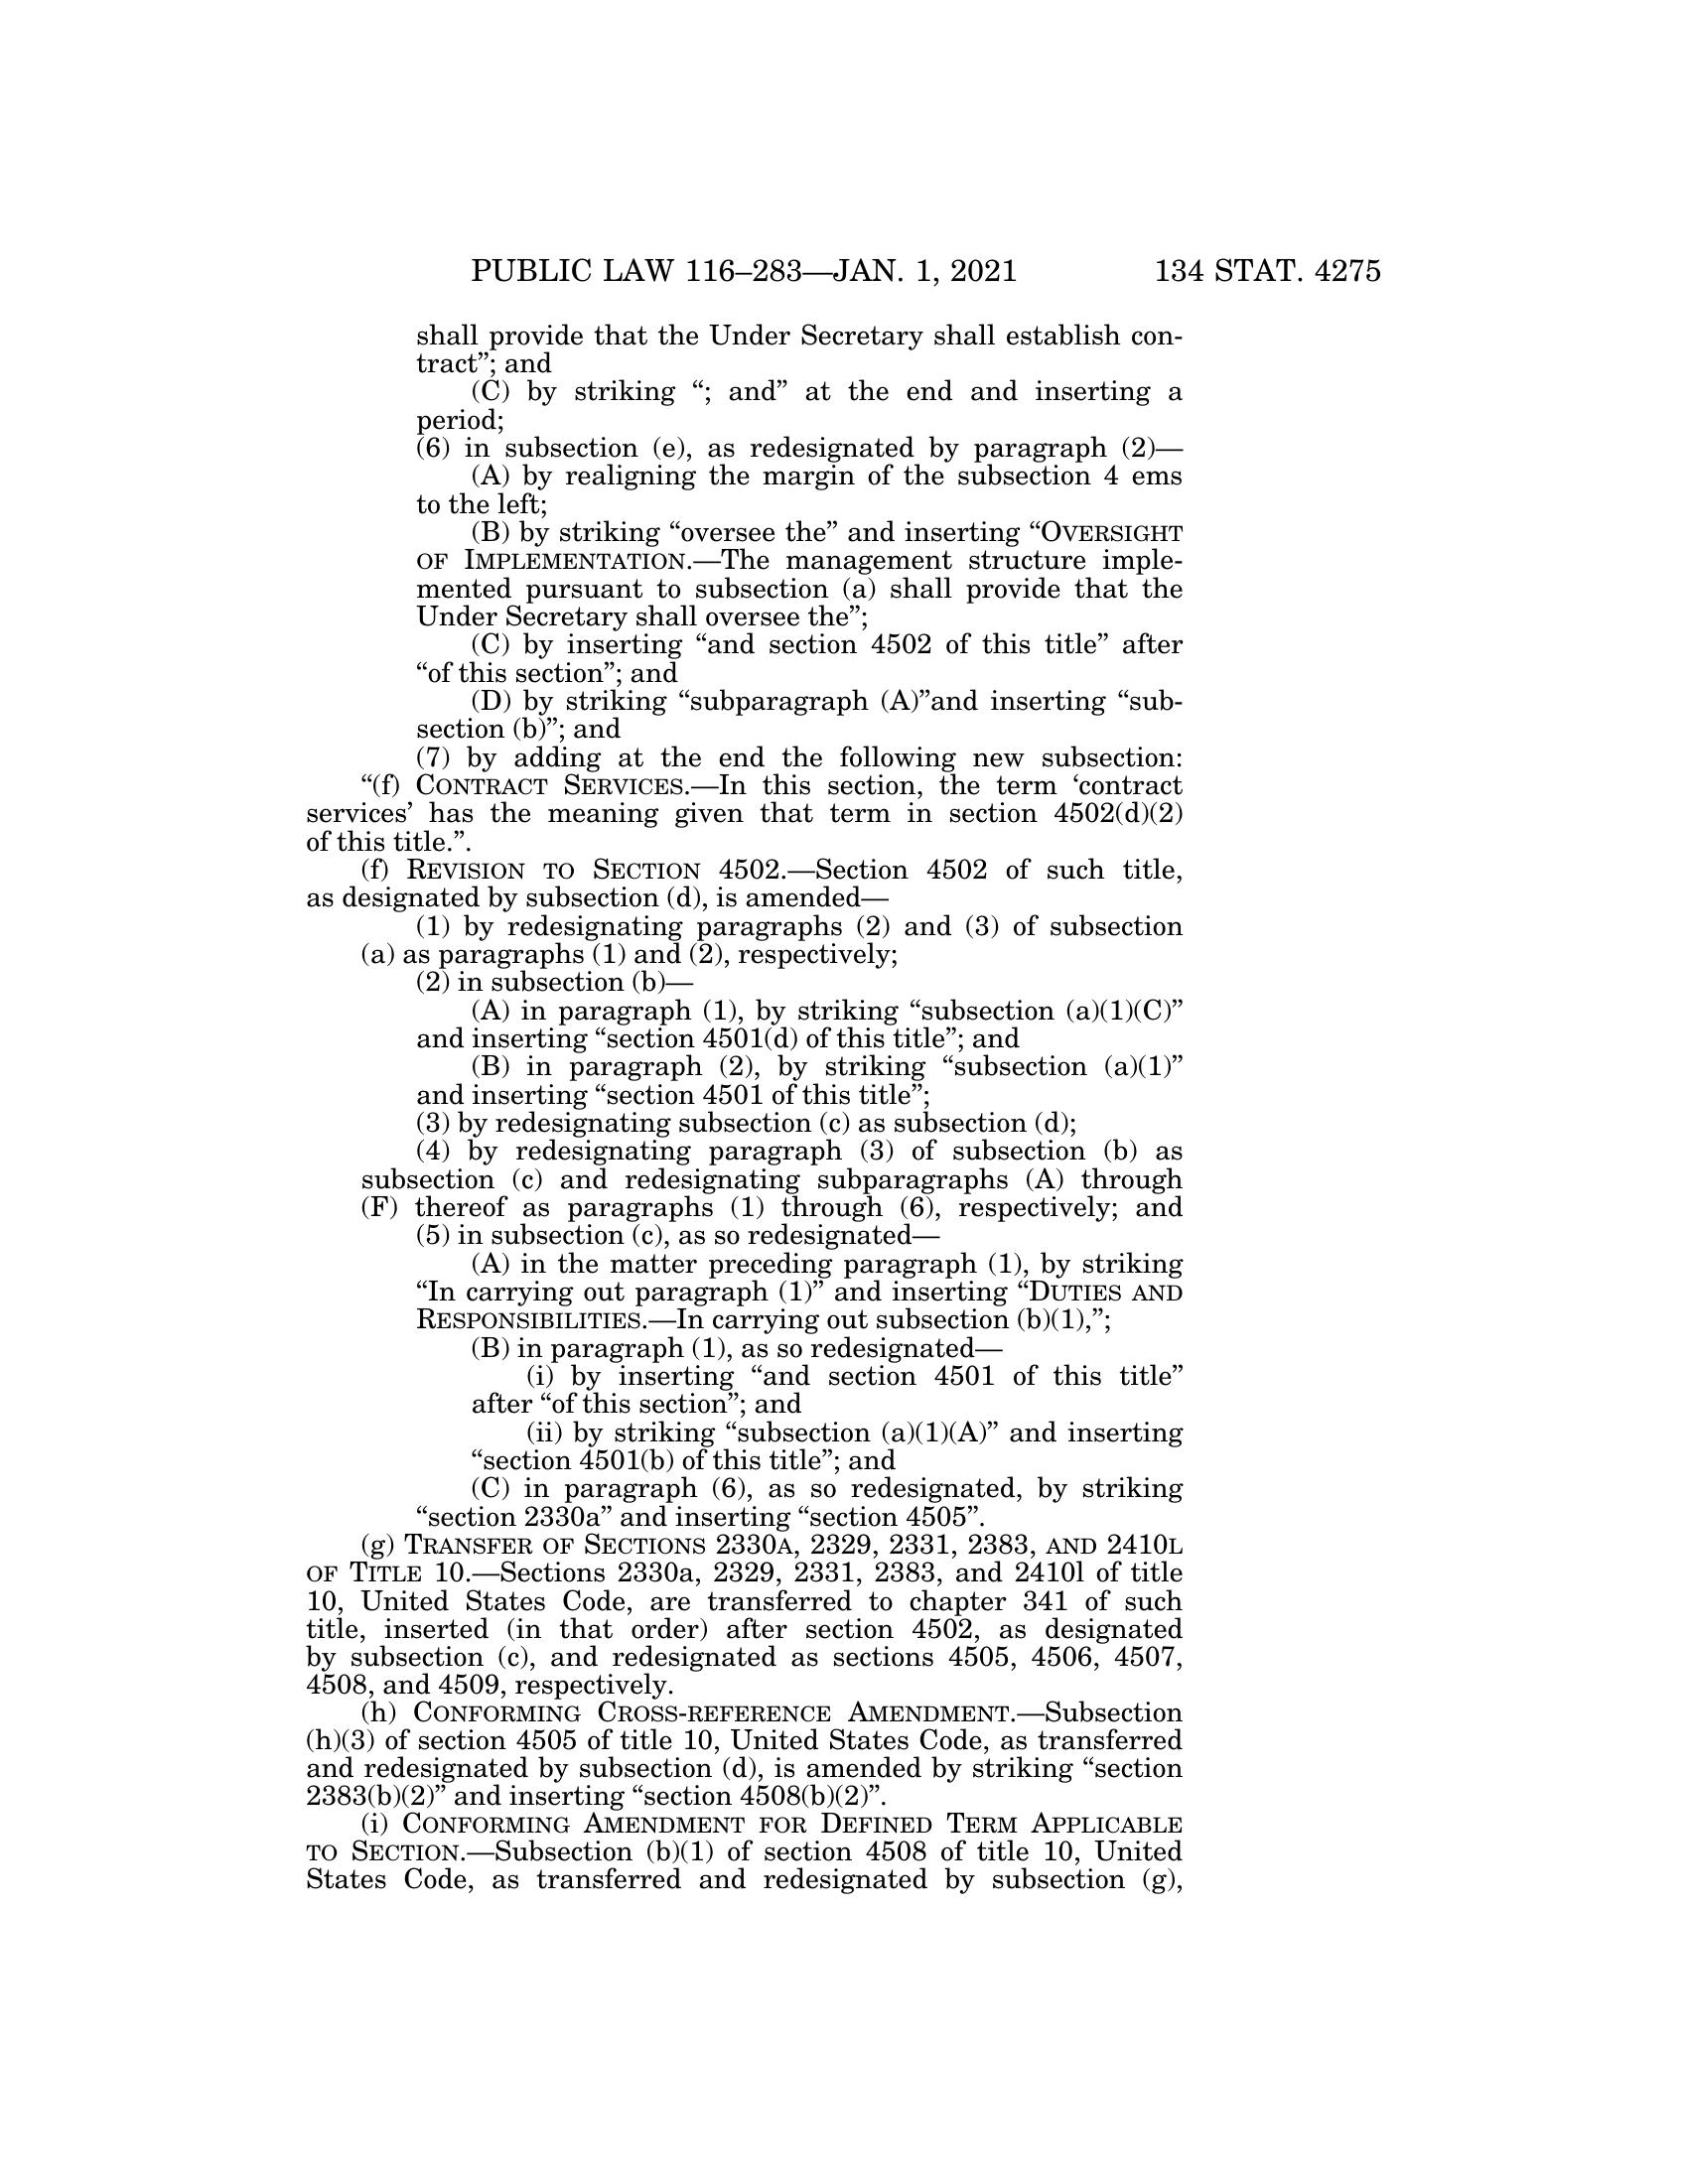 PUBLIC LAW 116–283—JAN. 1, 2021 134 STAT. 4275
shall provide that the Under Secretary shall establish con-
tract”; and
(C) by striking “; and” at the end and inserting a
period;
(6) in subsection (e), as redesignated by paragraph (2)—
(A) by realigning the margin of the subsection 4 ems
to the left;
(B) by striking “oversee the” and inserting “OVERSIGHT
OF IMPLEMENTATION.—The management structure imple-
mented pursuant to subsection (a) shall provide that the
Under Secretary shall oversee the”;
(C) by inserting “and section 4502 of this title” after
“of this section”; and
(D) by striking “subparagraph (A)”and inserting “sub-
section (b)”; and
(7) by adding at the end the following new subsection:
“(f) CONTRACT SERVICES.—In this section, the term ‘contract
services’ has the meaning given that term in section 4502(d)(2)
of this title.”.
(f) REVISION TO SECTION 4502.—Section 4502 of such title,
as designated by subsection (d), is amended—
(1) by redesignating paragraphs (2) and (3) of subsection
(a) as paragraphs (1) and (2), respectively;
(2) in subsection (b)—
(A) in paragraph (1), by striking “subsection (a)(1)(C)”
and inserting “section 4501(d) of this title”; and
(B) in paragraph (2), by striking “subsection (a)(1)”
and inserting “section 4501 of this title”;
(3) by redesignating subsection (c) as subsection (d);
(4) by redesignating paragraph (3) of subsection (b) as
subsection (c) and redesignating subparagraphs (A) through
(F) thereof as paragraphs (1) through (6), respectively; and
(5) in subsection (c), as so redesignated—
(A) in the matter preceding paragraph (1), by striking
“In carrying out paragraph (1)” and inserting “DUTIES AND
RESPONSIBILITIES.—In carrying out subsection (b)(1),”;
(B) in paragraph (1), as so redesignated—
(i) by inserting “and section 4501 of this title”
after “of this section”; and
(ii) by striking “subsection (a)(1)(A)” and inserting
“section 4501(b) of this title”; and
(C) in paragraph (6), as so redesignated, by striking
“section 2330a” and inserting “section 4505”.
(g) TRANSFER OF SECTIONS 2330A, 2329, 2331, 2383, AND 2410L
OF TITLE 10.—Sections 2330a, 2329, 2331, 2383, and 2410l of title
10, United States Code, are transferred to chapter 341 of such
title, inserted (in that order) after section 4502, as designated
by subsection (c), and redesignated as sections 4505, 4506, 4507,
4508, and 4509, respectively.
(h) CONFORMING CROSS-REFERENCE AMENDMENT.—Subsection
(h)(3) of section 4505 of title 10, United States Code, as transferred
and redesignated by subsection (d), is amended by striking “section
2383(b)(2)” and inserting “section 4508(b)(2)”.
(i) CONFORMING AMENDMENT FOR DEFINED TERM APPLICABLE
TO SECTION.—Subsection (b)(1) of section 4508 of title 10, United
States Code, as transferred and redesignated by subsection (g),